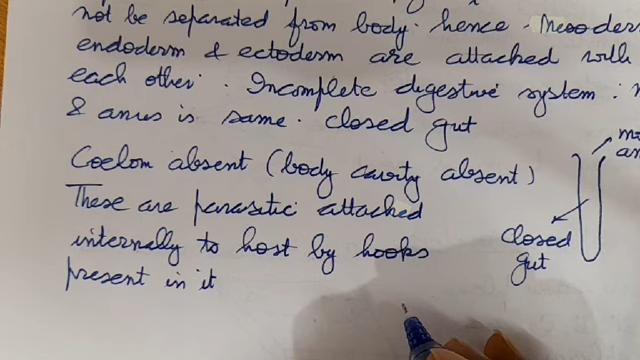 not be separated from body. hence. Mesoder
endoderm & ectoderm are attached with
each other. Incomplete digestive system :
& anus is same. closed gut
Coelom absent (body cavity absent)
These are parasitic attached
internally to host by hooks
present in it
closed
gut